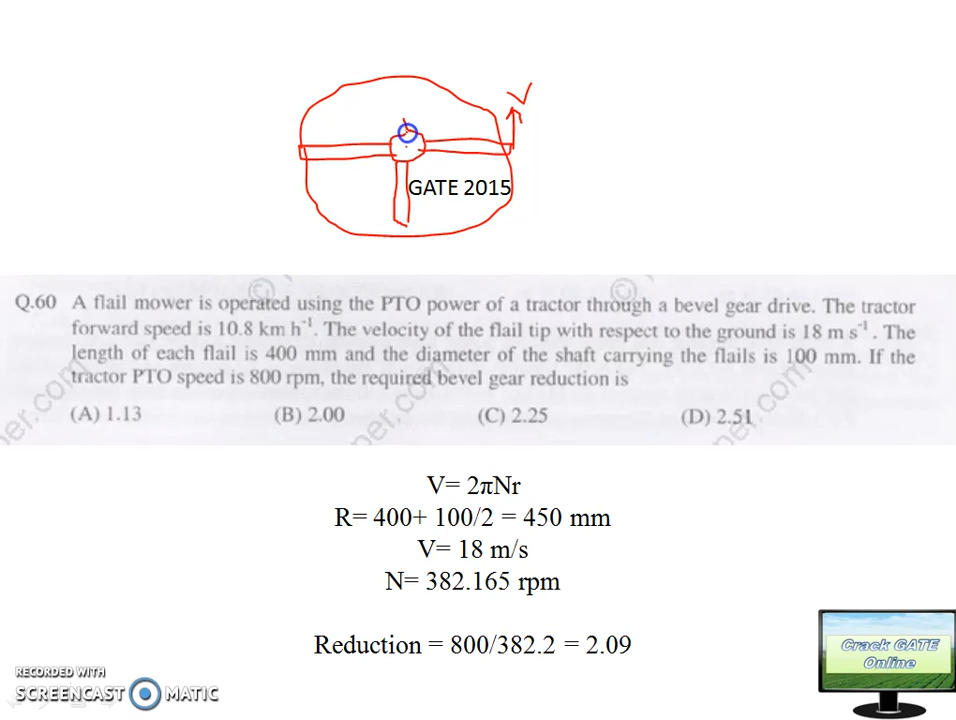 V
GATE 2015
Q.60 A flail mower is operated using the PTO power of a tractor through a bevel gear drive. The tractor
forward speed is 10.8 km h⁻¹. The velocity of the flail tip with respect to the ground is 18 m s⁻¹. The
length of each flail is 400 mm and the diameter of the shaft carrying the flails is 100 mm. If the
tractor PTO speed is 800 rpm, the required bevel gear reduction is
(A) 1.13 (B) 2.00 (C) 2.25 (D) 2.51
V= 2πNr
R= 400+ 100/2 = 450 mm
V= 18 m/s
N= 382.165 rpm
Reduction = 800/382.2 = 2.09
Crack GATE
Online
RECORDED WITH
SCREENCAST MATIC